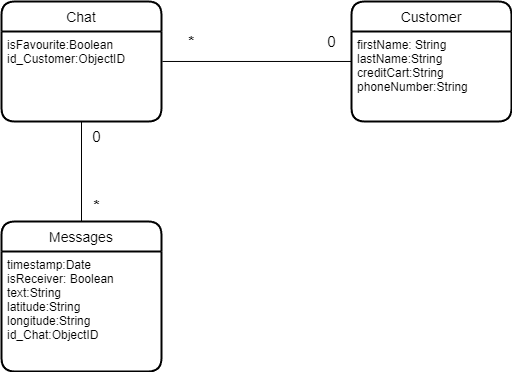 Chat
isFavourite:Boolean
id_Customer:ObjectID
*
0
Customer
firstName: String
lastName:String
creditCart:String
phoneNumber:String
0
*
Messages
timestamp:Date
isReceiver: Boolean
text:String
latitude:String
longitude:String
id_Chat:ObjectID